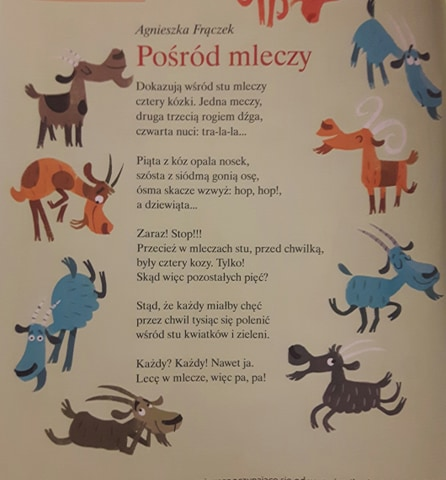 Agnieszka Frączek
Pośród mleczy
Dokazują wśród stu mleczy
cztery kózki. Jedna meczy,
druga trzecią rogiem dźga,
czwarta nuci: tra-la-la...
Piąta z kóz opala nosek,
szósta z siódmą gonią osę,
ósma skacze wzwyż: hop, hop!,
a dziewiąta...
Zaraz! Stop!!!
Przecież w mleczach stu, przed chwilką,
były cztery kozy. Tylko!
Skąd więc pozostałych pięć?
Stąd, że każdy miałby chęć
przez chwil tysiąc się polenić
wśród stu kwiatków i zieleni.
Każdy? Każdy! Nawet ja.
Lecę w mlecze, więc pa, pa!